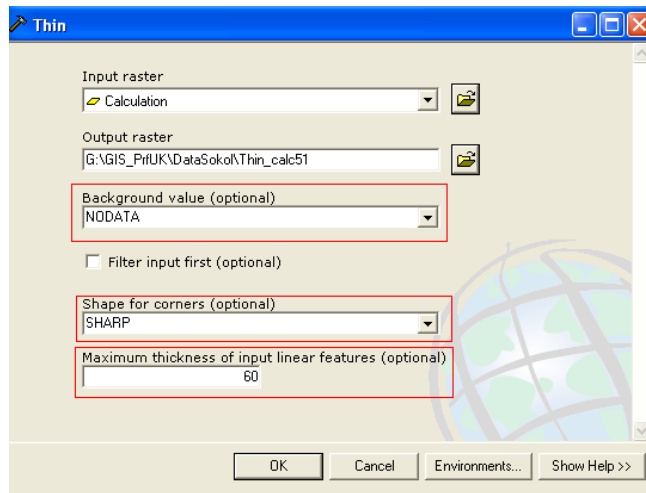 Thin
Input raster
Calculation
Output raster
G:\GIS_PrfUK\DataSokol\Thin_calc51
Background value (optional)
NODATA
Filter input first (optional)
Shape for corners (optional)
SHARP
Maximum thickness of input linear features (optional)
60
OK
Cancel
Environments...
Show Help >>